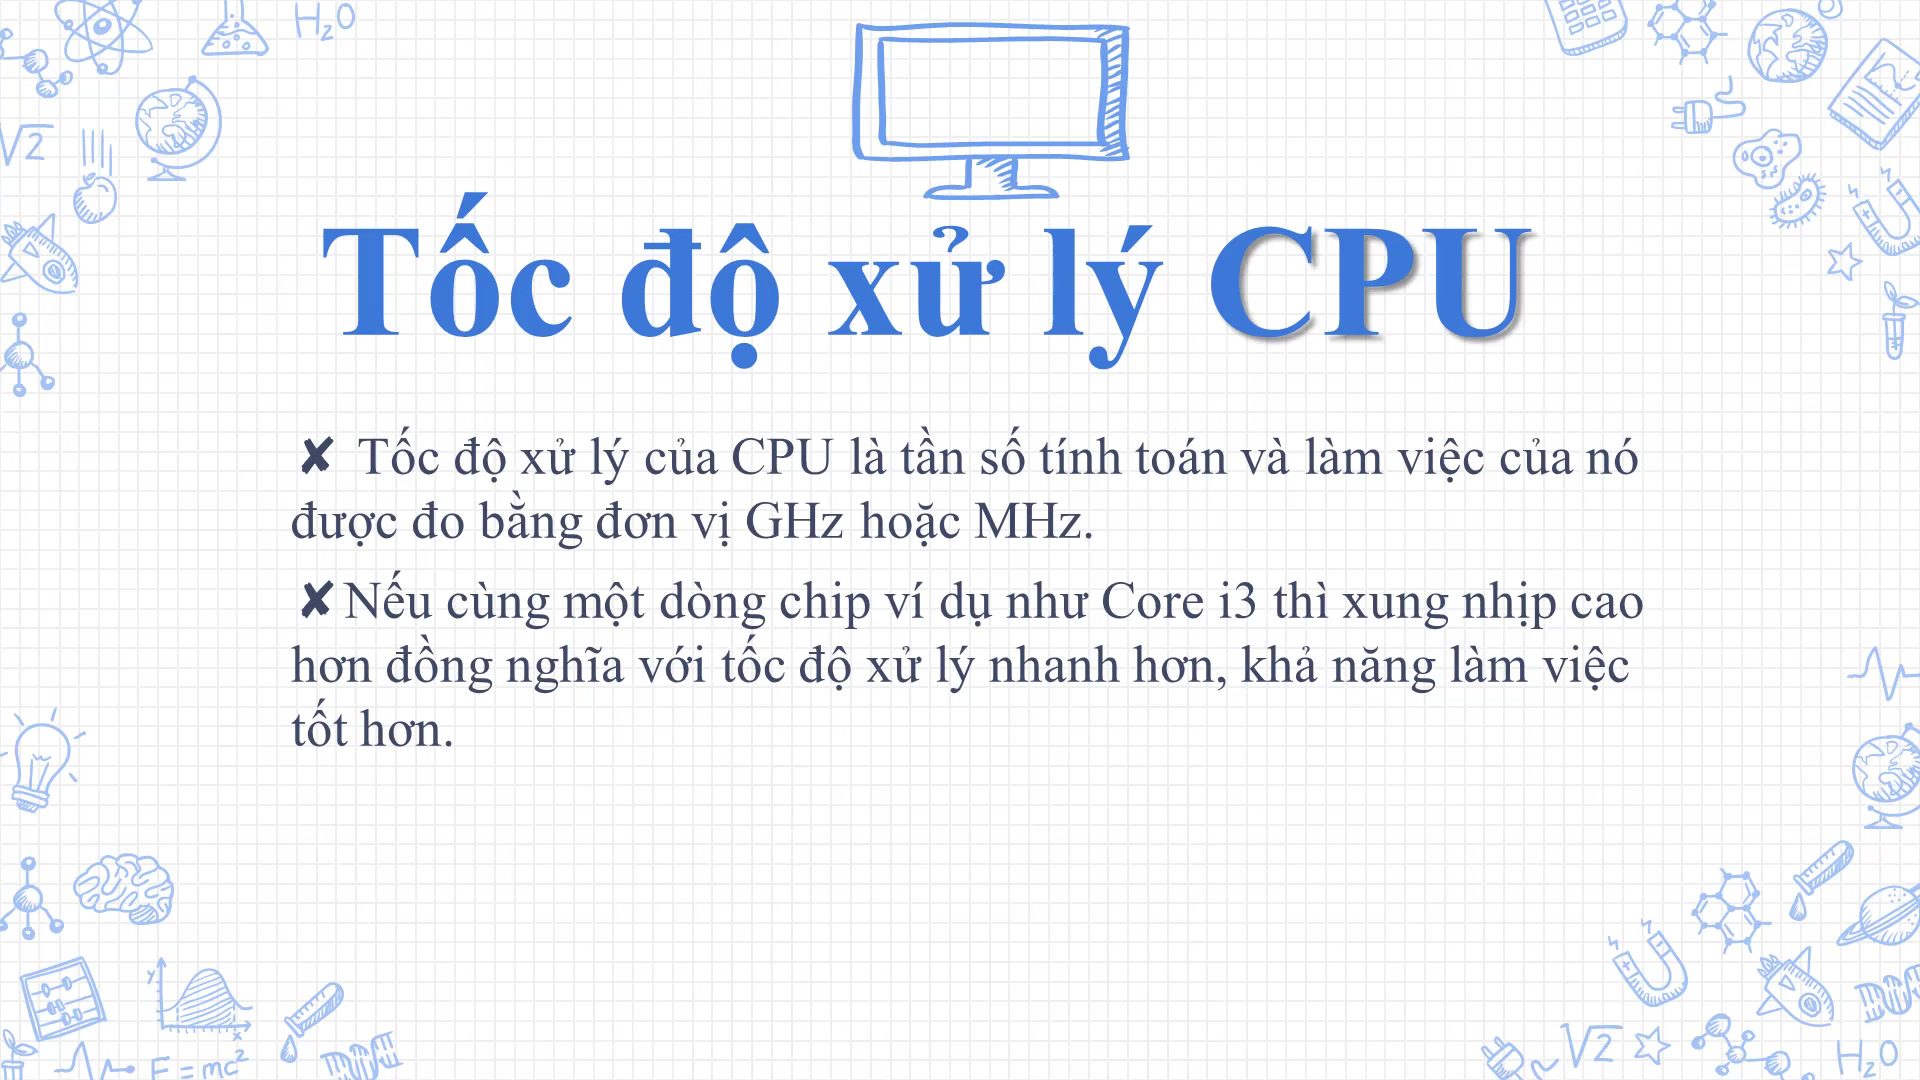 H₂O
√2
Tốc độ xử lý CPU
✘ Tốc độ xử lý của CPU là tần số tính toán và làm việc của nó
được đo bằng đơn vị GHz hoặc MHz.
✘ Nếu cùng một dòng chip ví dụ như Core i3 thì xung nhịp cao
hơn đồng nghĩa với tốc độ xử lý nhanh hơn, khả năng làm việc
tốt hơn.
y
x
F = mc²
√2
H₂O